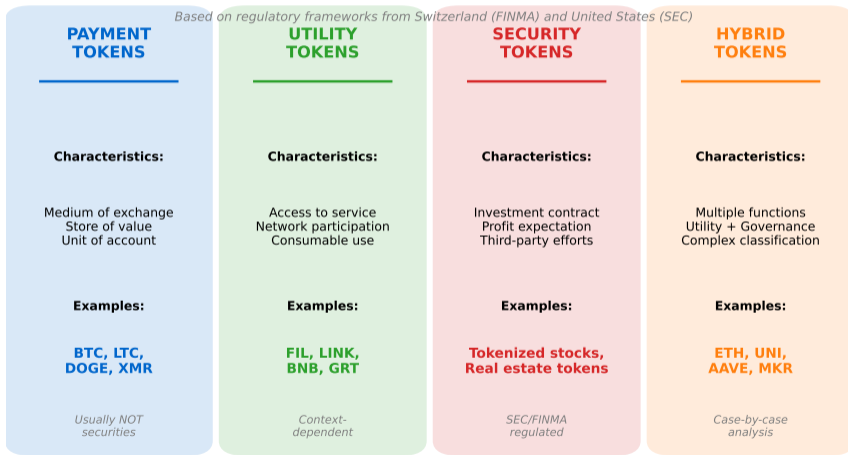 Based on regulatory frameworks from Switzerland (FINMA) and United States (SEC)
PAYMENT
TOKENS
Characteristics:
Medium of exchange
Store of value
Unit of account
Examples:
BTC, LTC,
DOGE, XMR
Usually NOT
securities
UTILITY
TOKENS
Characteristics:
Access to service
Network participation
Consumable use
Examples:
FIL, LINK,
BNB, GRT
Context-
dependent
SECURITY
TOKENS
Characteristics:
Investment contract
Profit expectation
Third-party efforts
Examples:
Tokenized stocks,
Real estate tokens
SEC/FINMA
regulated
HYBRID
TOKENS
Characteristics:
Multiple functions
Utility + Governance
Complex classification
Examples:
ETH, UNI,
AAVE, MKR
Case-by-case
analysis